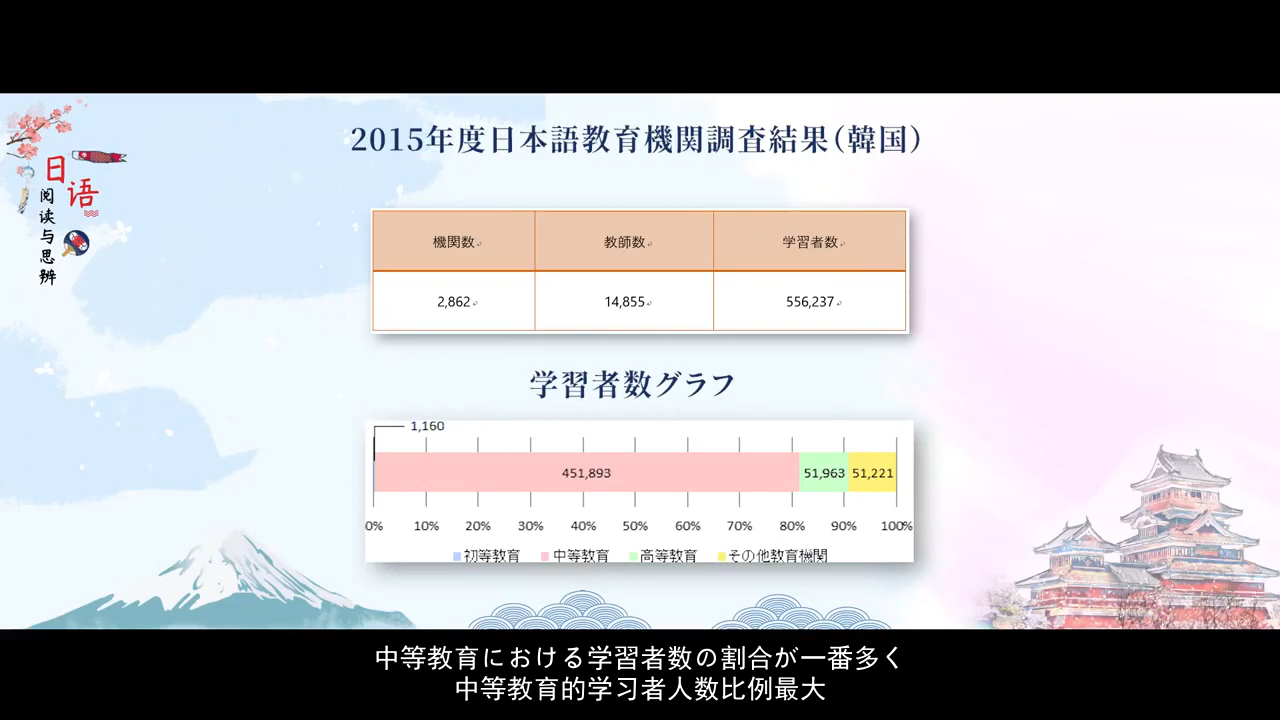 2015年度日本語教育機関調査結果(韓国)
日语
阅读与思辨
機関数 教師数 学習者数
2,862 14,855 556,237
学習者数グラフ
1,160
451,893 51,963 51,221
0% 10% 20% 30% 40% 50% 60% 70% 80% 90% 100%
初等教育 中等教育 高等教育 その他教育機関
中等教育における学習者数の割合が一番多く
中等教育的学习者人数比例最大